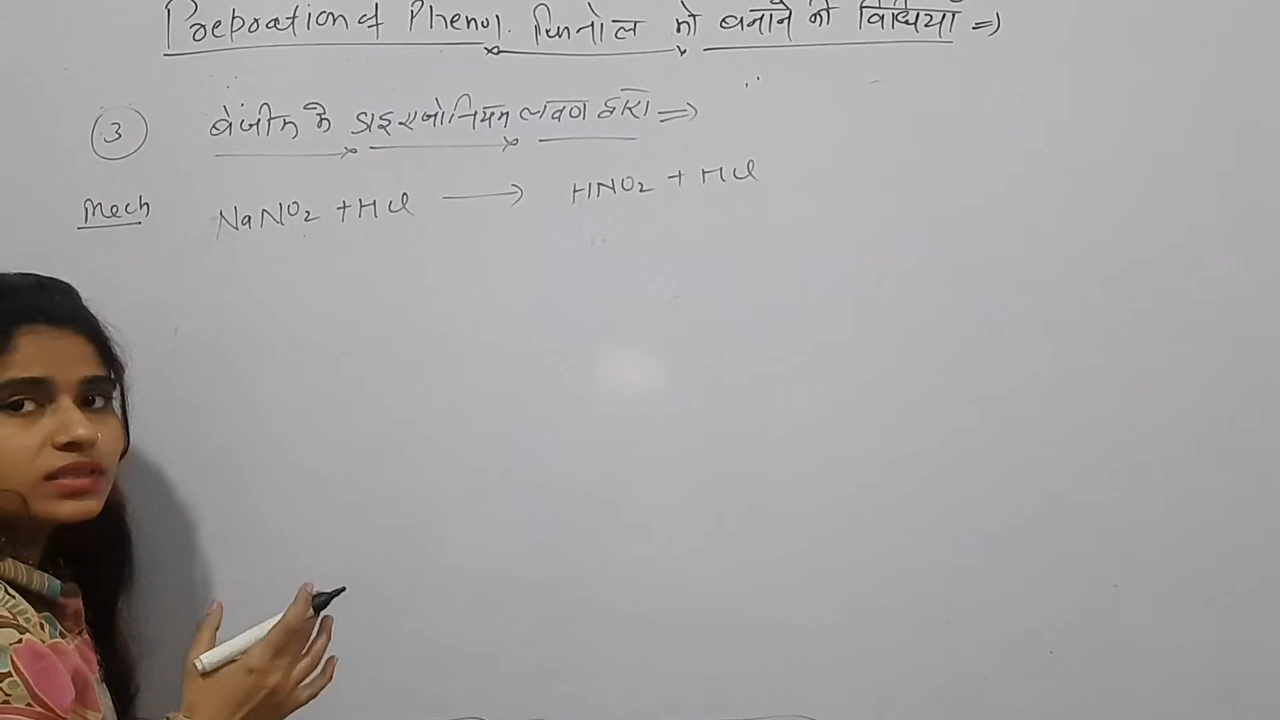 Preparation of Phenol. फिनोल को बनाने की विधिया ⇒
3 बेंजीन के डाइएजोनियम लवण द्वारा ⇒
Mech NaNO2 + HCl ⟶ HNO2 + HCl